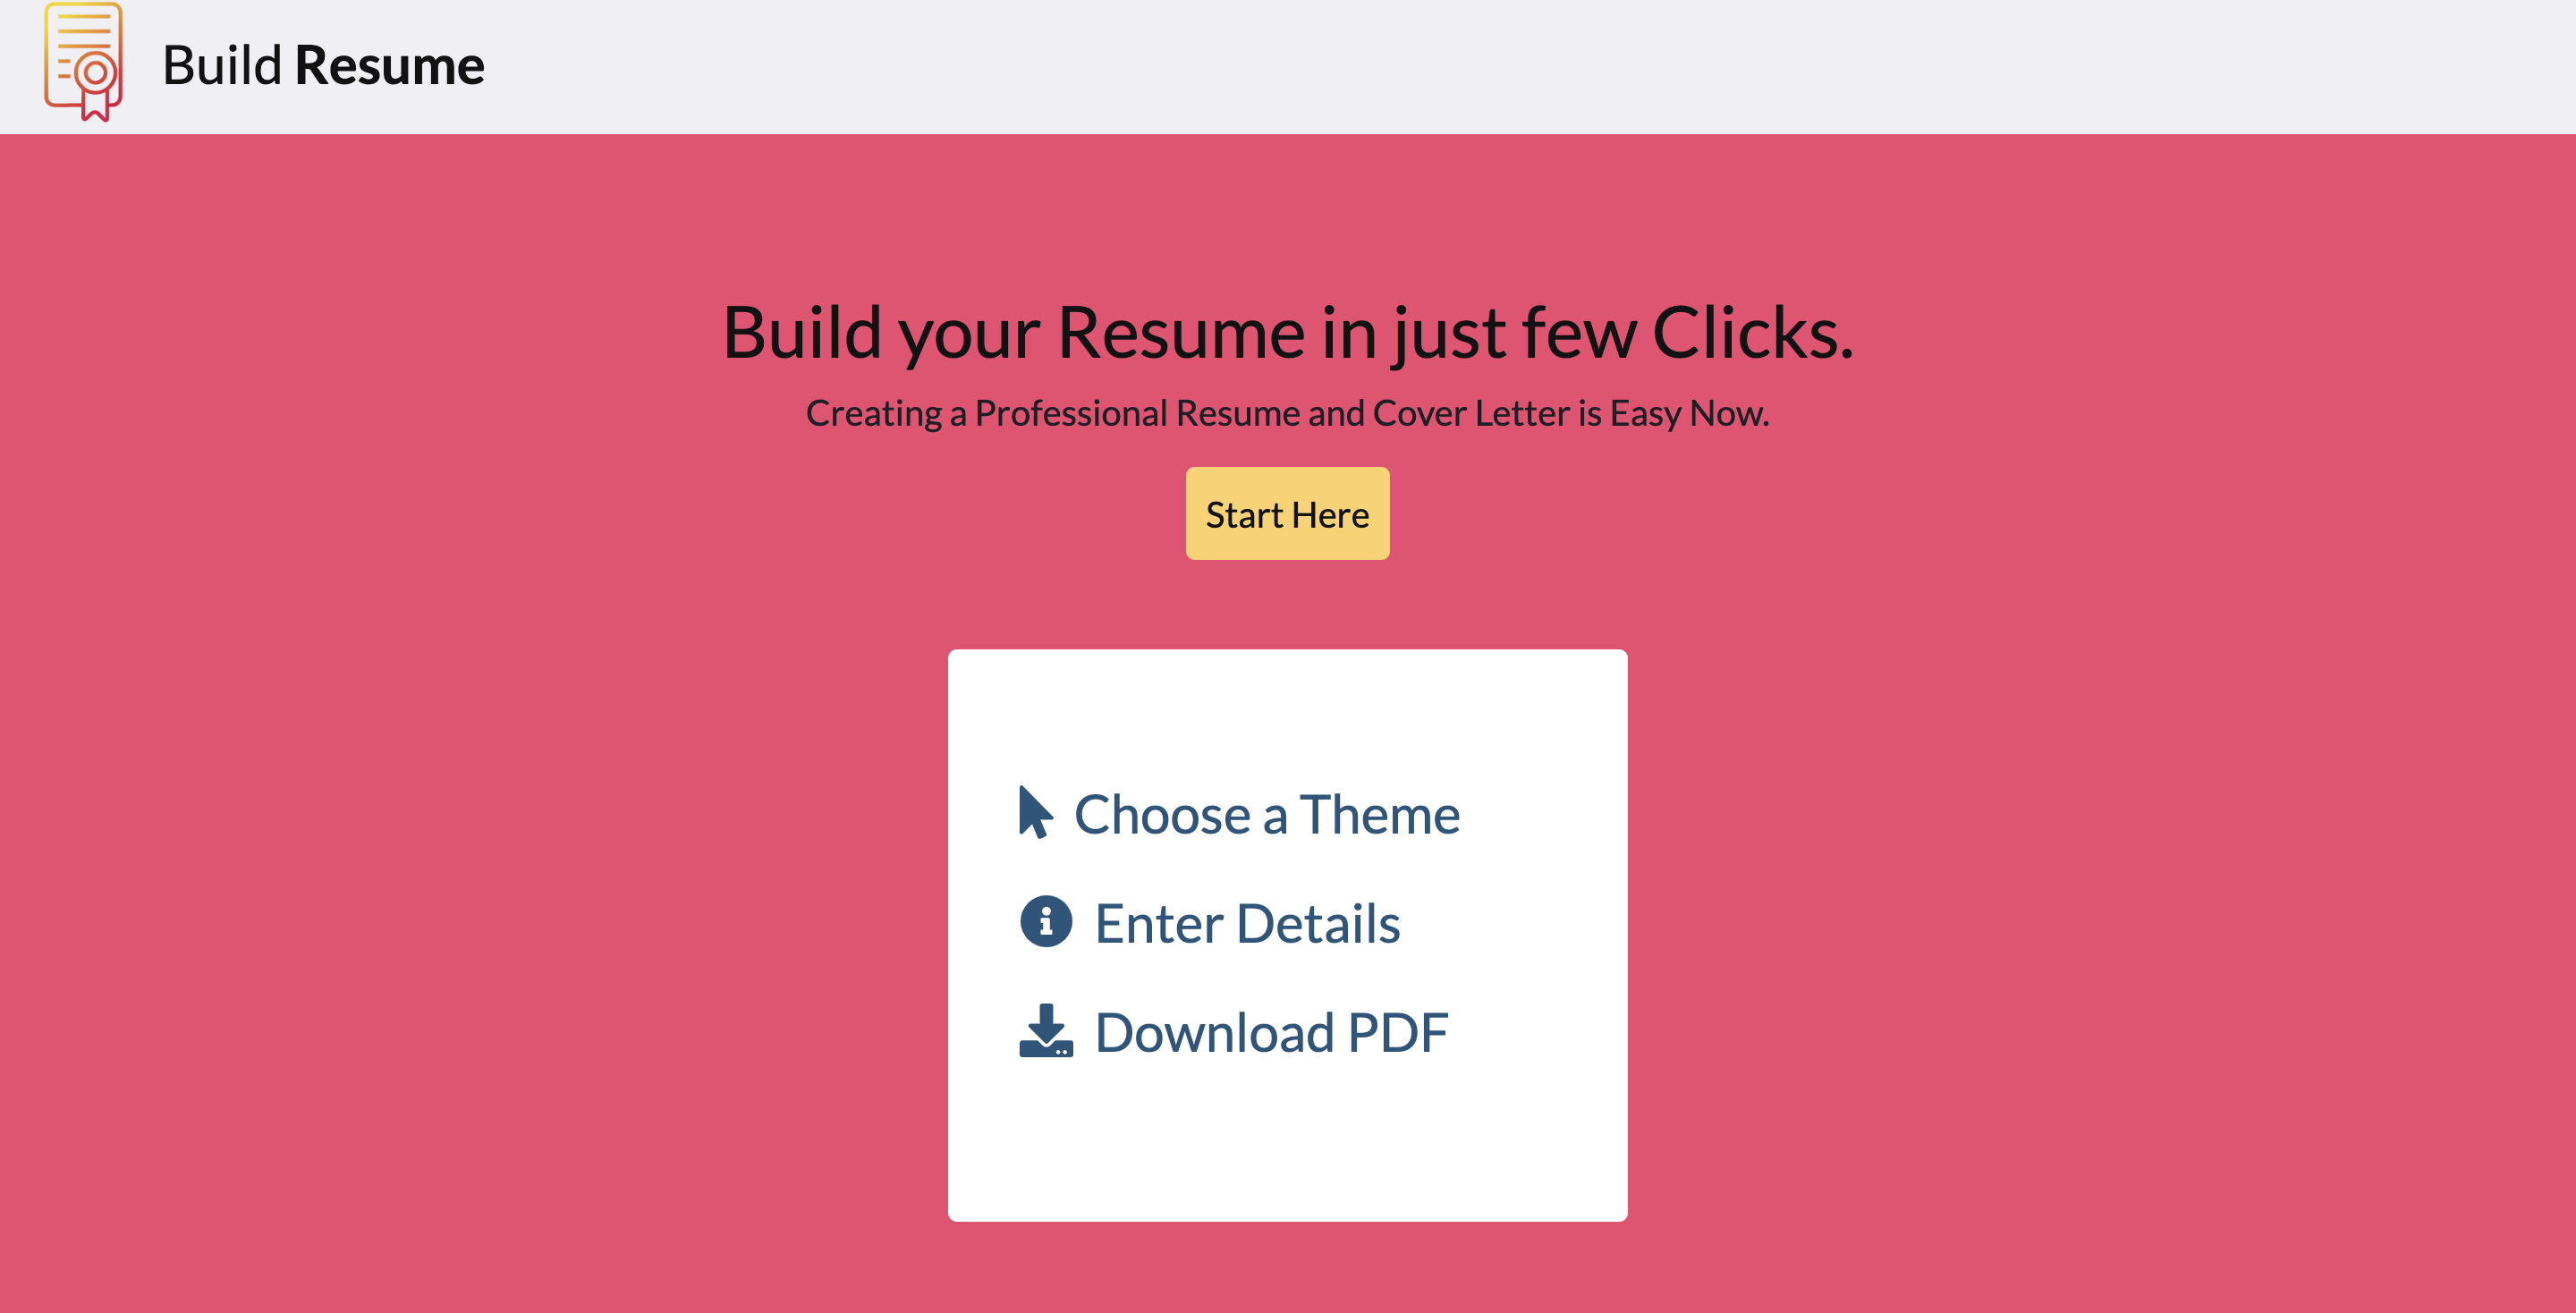 Build Resume
Build your Resume in just few Clicks.
Creating a Professional Resume and Cover Letter is Easy Now.
Start Here
Choose a Theme
Enter Details
Download PDF